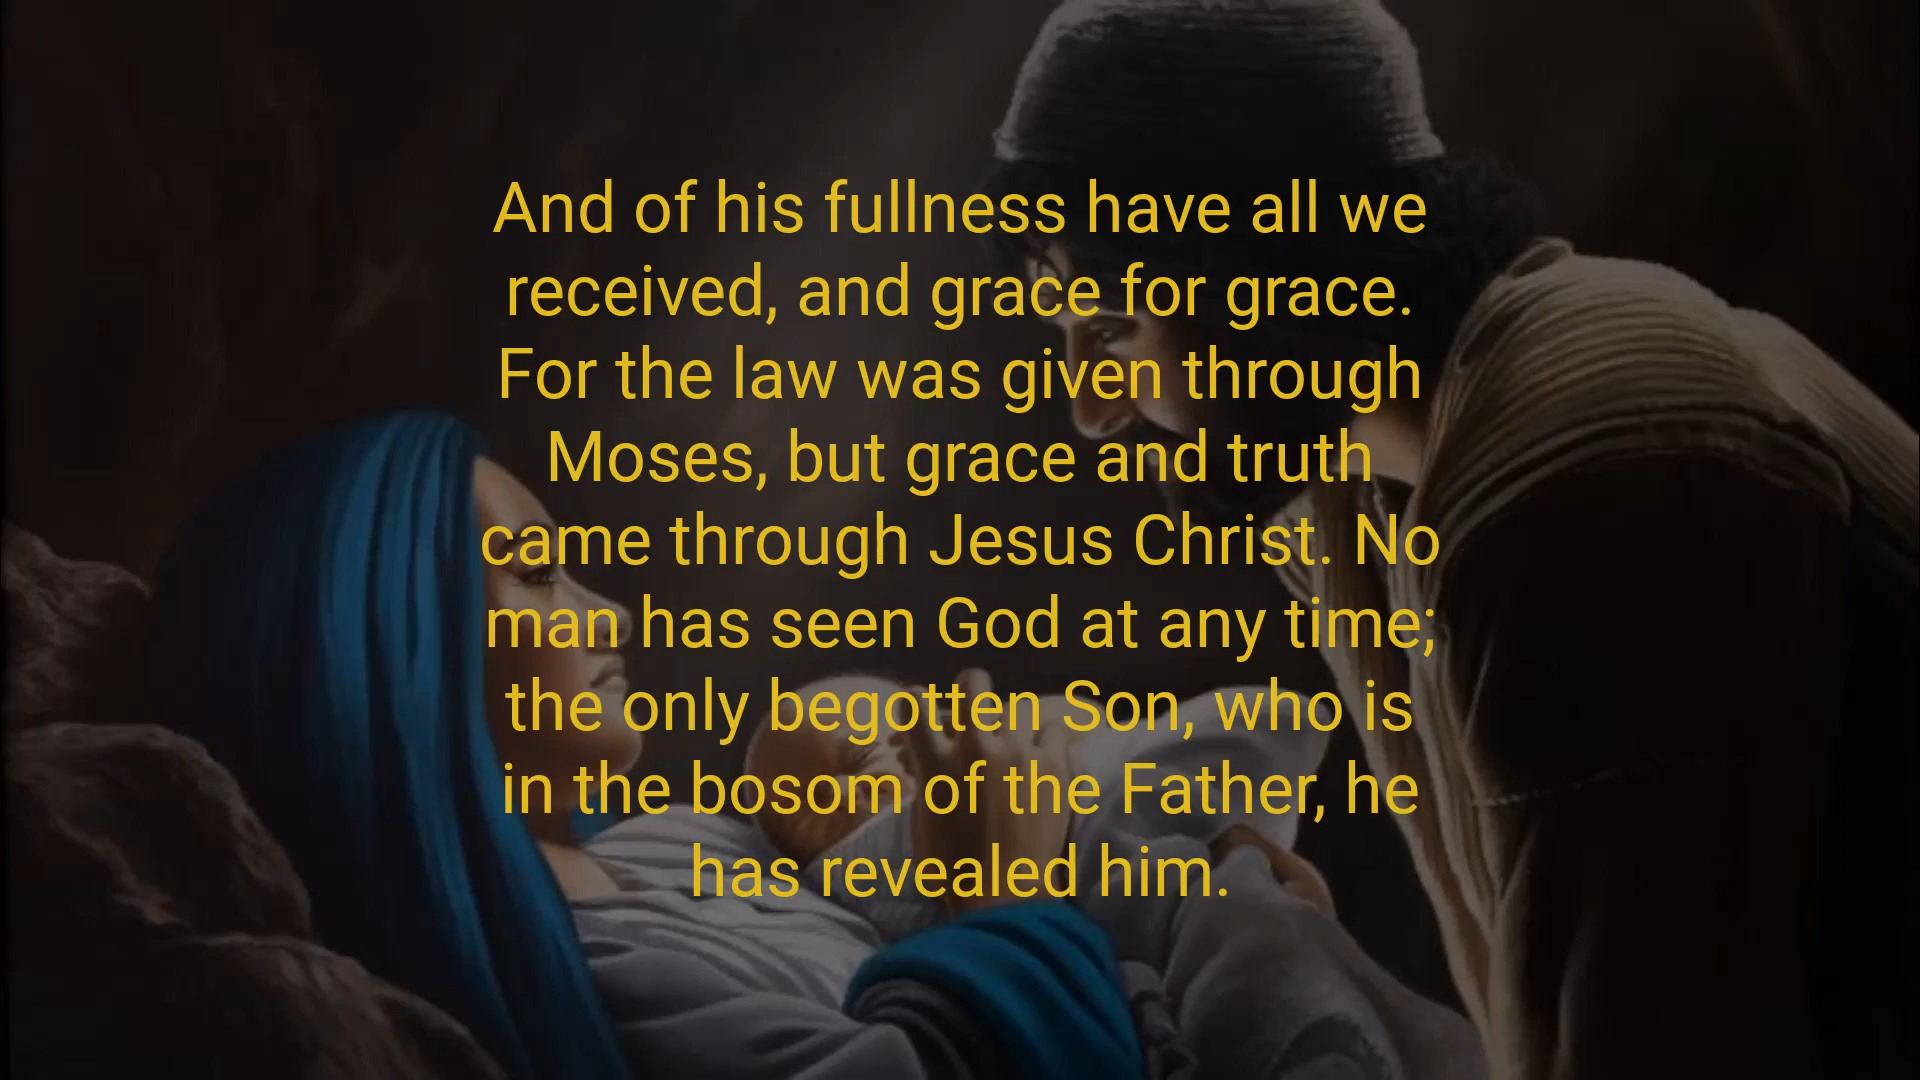 And of his fullness have all we
received, and grace for grace.
For the law was given through
Moses, but grace and truth
came through Jesus Christ. No
man has seen God at any time;
the only begotten Son, who is
in the bosom of the Father, he
has revealed him.